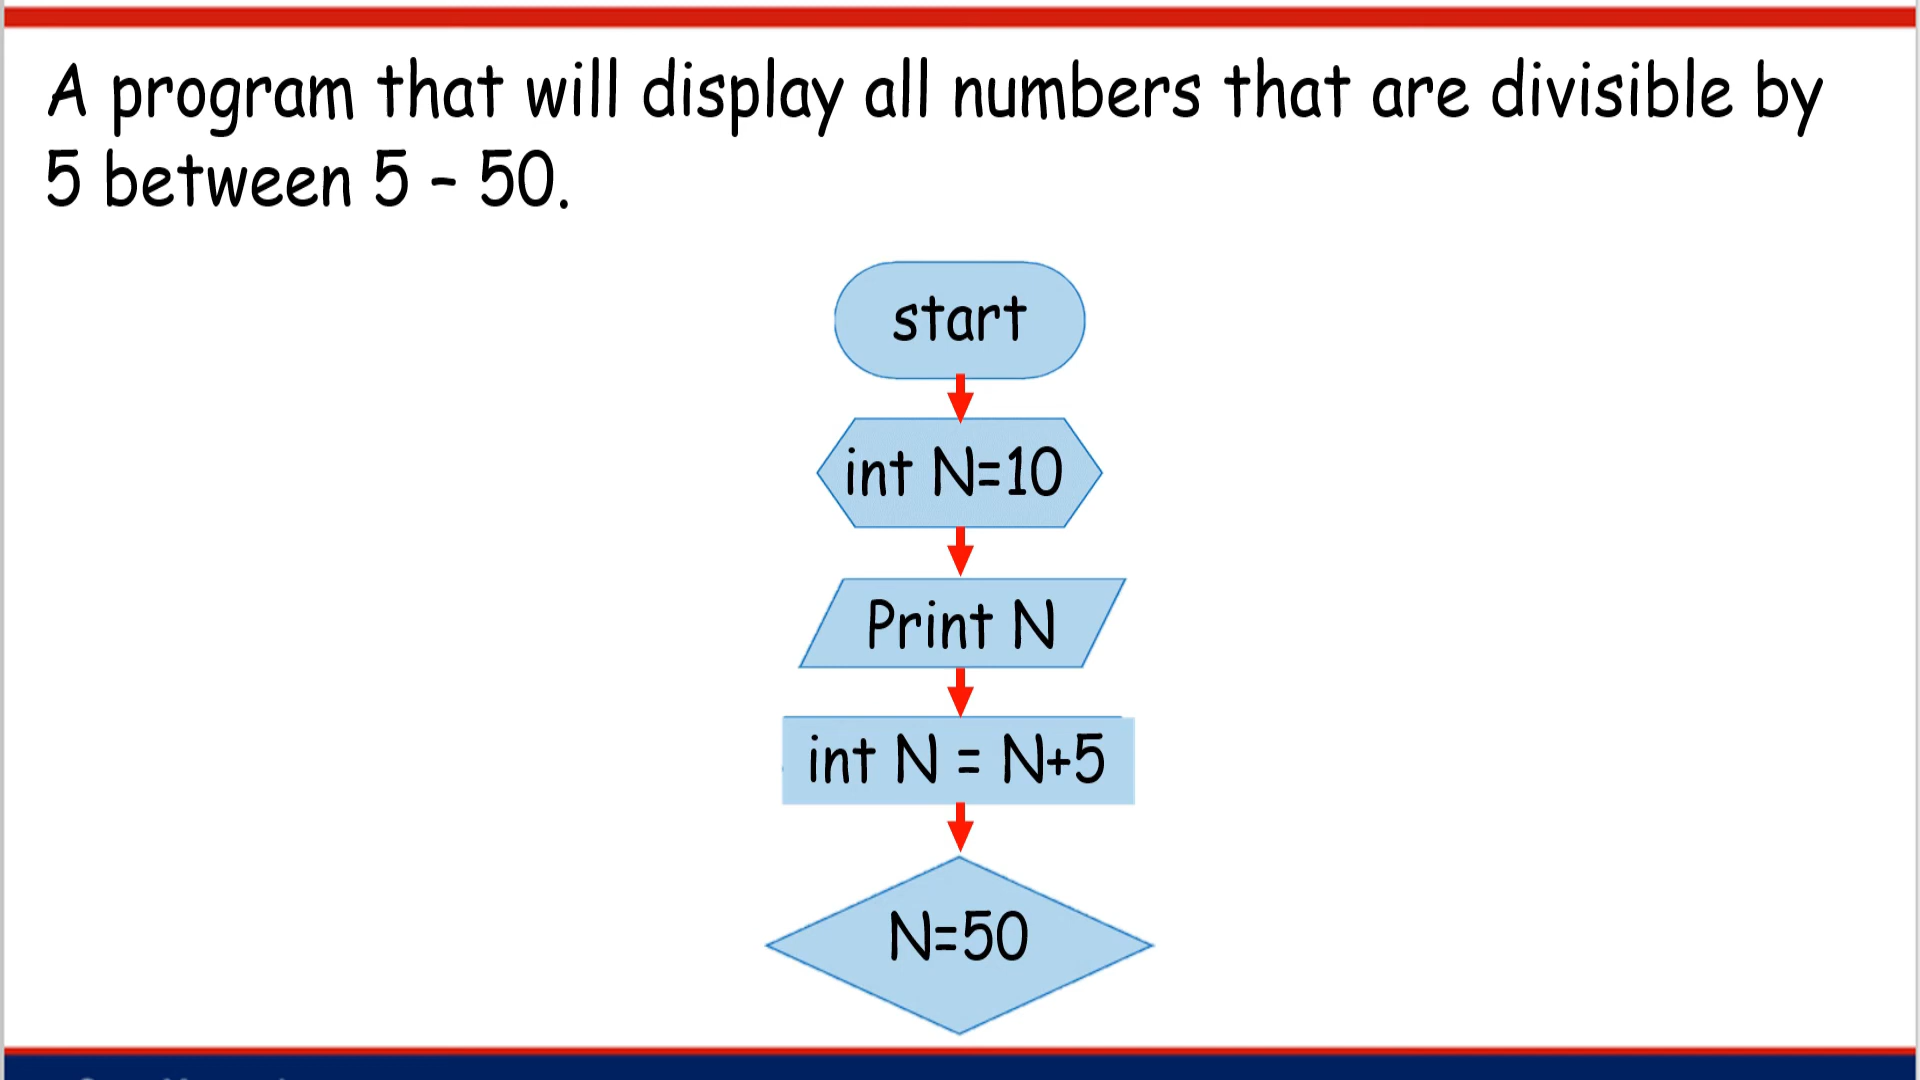 A program that will display all numbers that are divisible by
5 between 5 - 50.
start
int N=10
Print N
int N = N+5
N=50